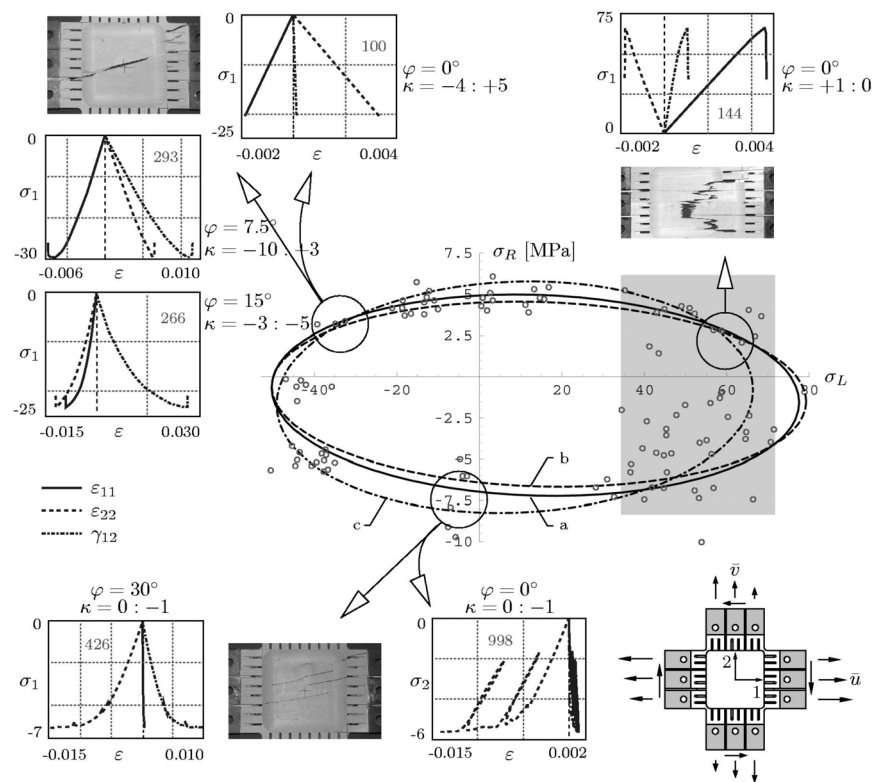 0
σ₁
-25
-0.002
ε
0.004
100
φ = 0°
κ = −4 : +5
75
σ₁
0
-0.002
ε
0.004
144
φ = 0°
κ = +1 : 0
0
σ₁
-30
-0.006
ε
0.010
293
φ = 7.5°
κ = −10 : +3
0
σ₁
-25
-0.015
ε
0.030
266
φ = 15°
κ = −3 : −5
σ_R [MPa]
7.5
5
2.5
-40
-20
20
40
60
80
σ_L
-2.5
-5
-7.5
-10
a
b
c
ε₁₁
ε₂₂
γ₁₂
φ = 30°
κ = 0 : −1
0
σ₁
-7
-0.015
ε
0.010
426
φ = 0°
κ = 0 : −1
0
σ₂
-6
-0.015
ε
0.002
998
v̄
2
1
ū